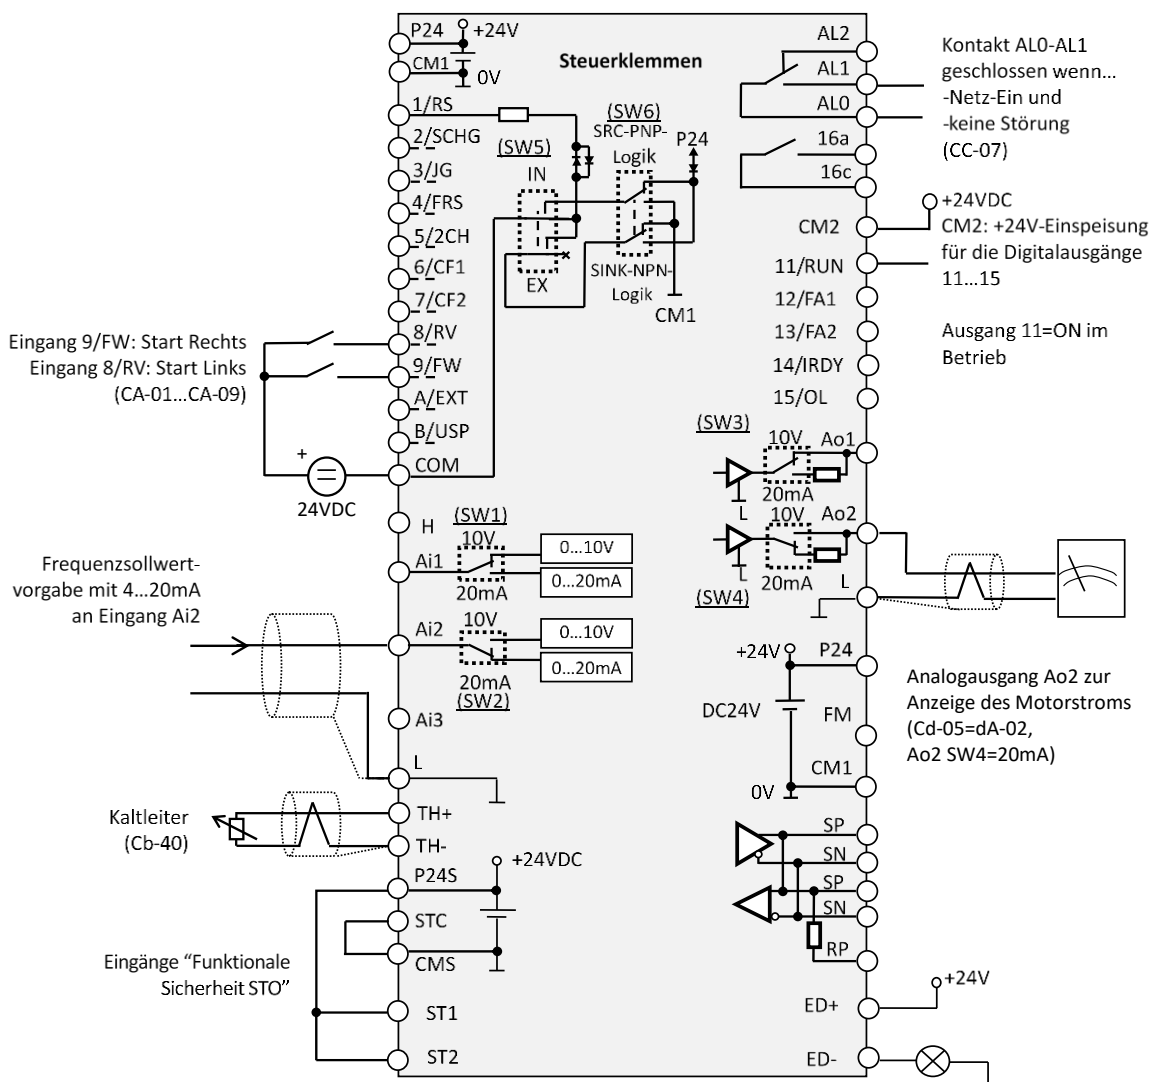 Steuerklemmen
P24
+24V
CM1
0V
1/RS
2/SCHG
3/JG
4/FRS
5/2CH
6/CF1
7/CF2
8/RV
9/FW
A/EXT
B/USP
COM
(SW5)
IN
EX
(SW6)
SRC-PNP-
Logik
P24
SINK-NPN-
Logik
CM1
Eingang 9/FW: Start Rechts
Eingang 8/RV: Start Links
(CA-01…CA-09)
+
24VDC
H
(SW1)
10V
Ai1
20mA
0…10V
0…20mA
Frequenzsollwert-
vorgabe mit 4…20mA
an Eingang Ai2
Ai2
10V
20mA
(SW2)
0…10V
0…20mA
Ai3
L
Kaltleiter
(Cb-40)
TH+
TH-
P24S
+24VDC
STC
CMS
Eingänge “Funktionale
Sicherheit STO”
ST1
ST2
AL2
AL1
AL0
16a
16c
Kontakt AL0-AL1
geschlossen wenn…
-Netz-Ein und
-keine Störung
(CC-07)
CM2
+24VDC
CM2: +24V-Einspeisung
für die Digitalausgänge
11…15
11/RUN
12/FA1
13/FA2
14/IRDY
15/OL
Ausgang 11=ON im
Betrieb
(SW3)
10V
Ao1
20mA
L
10V
Ao2
20mA
L
(SW4)
L
+24V
P24
DC24V
FM
CM1
0V
Analogausgang Ao2 zur
Anzeige des Motorstroms
(Cd-05=dA-02,
Ao2 SW4=20mA)
SP
SN
SP
SN
RP
ED+
+24V
ED-